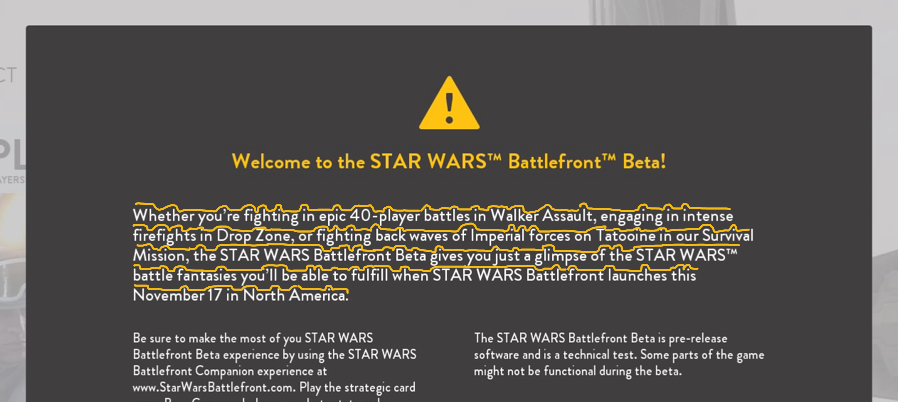 CT
PL
AYERS
Welcome to the STAR WARS™ Battlefront™ Beta!
Whether you're fighting in epic 40-player battles in Walker Assault, engaging in intense
firefights in Drop Zone, or fighting back waves of Imperial forces on Tatooine in our Survival
Mission, the STAR WARS Battlefront Beta gives you just a glimpse of the STAR WARS™
battle fantasies you'll be able to fulfill when STAR WARS Battlefront launches this
November 17 in North America.
Be sure to make the most of you STAR WARS
Battlefront Beta experience by using the STAR WARS
Battlefront Companion experience at
www.StarWarsBattlefront.com. Play the strategic card
The STAR WARS Battlefront Beta is pre-release
software and is a technical test. Some parts of the game
might not be functional during the beta.